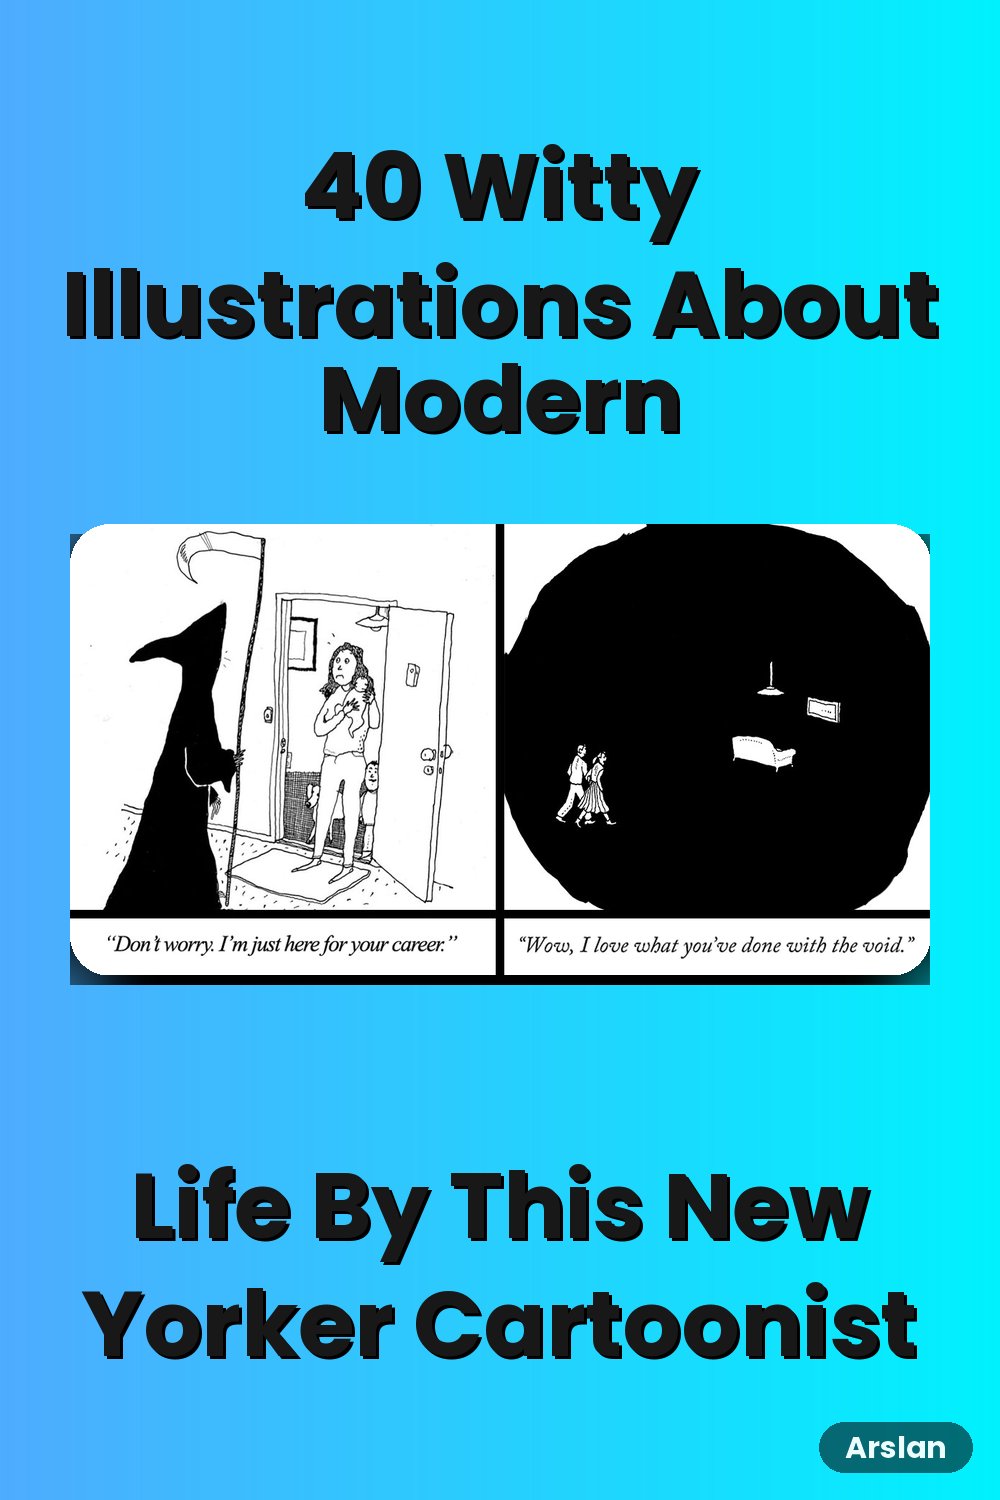 40 Witty
Illustrations About
Modern
“Don’t worry. I’m just here for your career.”
“Wow, I love what you’ve done with the void.”
Life By This New
Yorker Cartoonist
Arslan